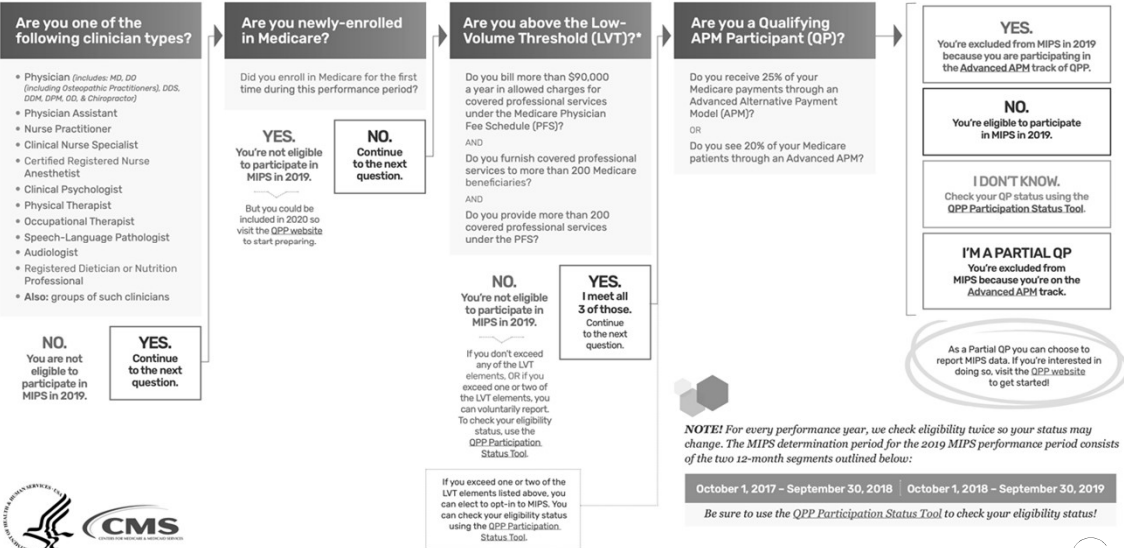 Are you one of the
following clinician types?
• Physician (includes: MD, DO
(including Osteopathic Practitioners), DDS,
DDM, DPM, OD, & Chiropractor)
• Physician Assistant
• Nurse Practitioner
• Clinical Nurse Specialist
• Certified Registered Nurse
Anesthetist
• Clinical Psychologist
• Physical Therapist
• Occupational Therapist
• Speech-Language Pathologist
• Audiologist
• Registered Dietician or Nutrition
Professional
• Also: groups of such clinicians
NO.
You are not
eligible to
participate in
MIPS in 2019.
YES.
Continue
to the next
question.
Are you newly-enrolled
in Medicare?
Did you enroll in Medicare for the first
time during this performance period?
YES.
You're not eligible
to participate in
MIPS in 2019.
But you could be
included in 2020 so
visit the QPP website
to start preparing.
NO.
Continue
to the next
question.
Are you above the Low-
Volume Threshold (LVT)?*
Do you bill more than $90,000
a year in allowed charges for
covered professional services
under the Medicare Physician
Fee Schedule (PFS)?
AND
Do you furnish covered professional
services to more than 200 Medicare
beneficiaries?
AND
Do you provide more than 200
covered professional services
under the PFS?
NO.
You're not eligible
to participate in
MIPS in 2019.
If you don't exceed
any of the LVT
elements, OR if you
exceed one or two of
the LVT elements, you
can voluntarily report.
To check your eligibility
status, use the
QPP Participation
Status Tool.
YES.
I meet all
3 of those.
Continue
to the next
question.
If you exceed one or two of the
LVT elements listed above, you
can elect to opt-in to MIPS. You
can check your eligibility status
using the QPP Participation
Status Tool.
Are you a Qualifying
APM Participant (QP)?
Do you receive 25% of your
Medicare payments through an
Advanced Alternative Payment
Model (APM)?
OR
Do you see 20% of your Medicare
patients through an Advanced APM?
YES.
You're excluded from MIPS in 2019
because you are participating in
the Advanced APM track of QPP.
NO.
You're eligible to participate
in MIPS in 2019.
I DON'T KNOW.
Check your QP status using the
QPP Participation Status Tool.
I'M A PARTIAL QP
You're excluded from
MIPS because you're on the
Advanced APM track.
As a Partial QP you can choose to
report MIPS data. If you're interested in
doing so, visit the QPP website
to get started!
NOTE! For every performance year, we check eligibility twice so your status may
change. The MIPS determination period for the 2019 MIPS performance period consists
of the two 12-month segments outlined below:
October 1, 2017 – September 30, 2018 | October 1, 2018 – September 30, 2019
Be sure to use the QPP Participation Status Tool to check your eligibility status!
CMS
CENTERS FOR MEDICARE & MEDICAID SERVICES